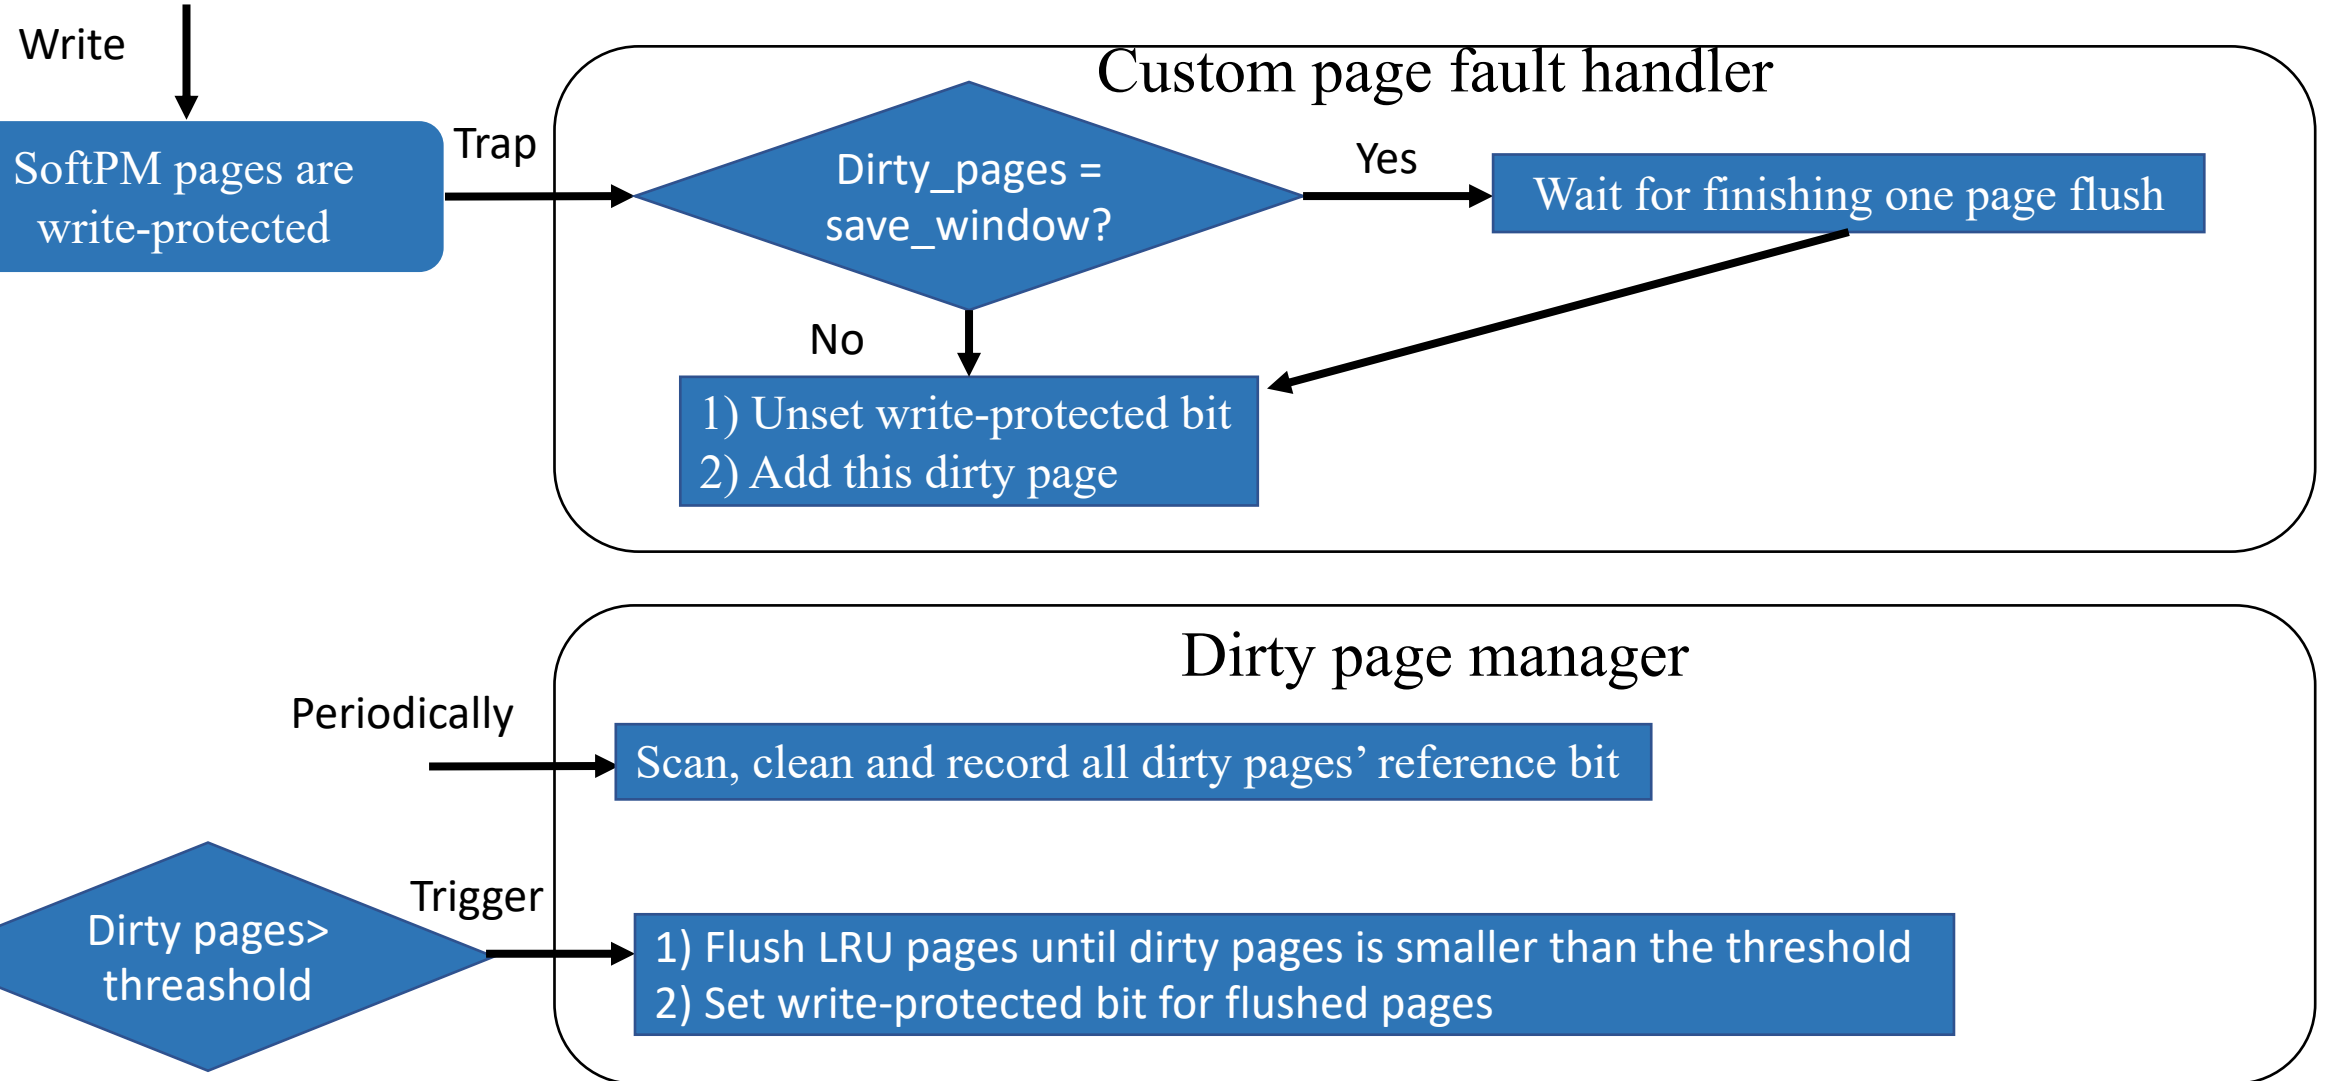 Write
Custom page fault handler
SoftPM pages are
write-protected
Trap
Dirty_pages =
save_window?
Yes
Wait for finishing one page flush
No
1) Unset write-protected bit
2) Add this dirty page
Dirty page manager
Periodically
Scan, clean and record all dirty pages’ reference bit
Dirty pages>
threashold
Trigger
1) Flush LRU pages until dirty pages is smaller than the threshold
2) Set write-protected bit for flushed pages